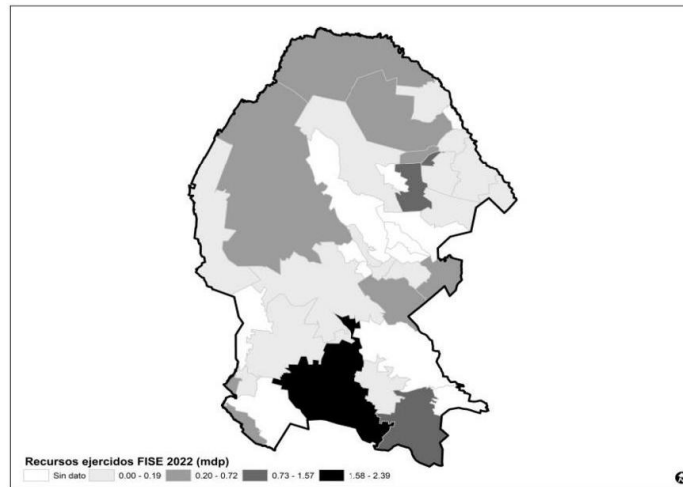 Recursos ejercidos FISE 2022 (mdp)
Sin dato 0.00 - 0.19 0.20 - 0.72 0.73 - 1.57 1.58 - 2.39